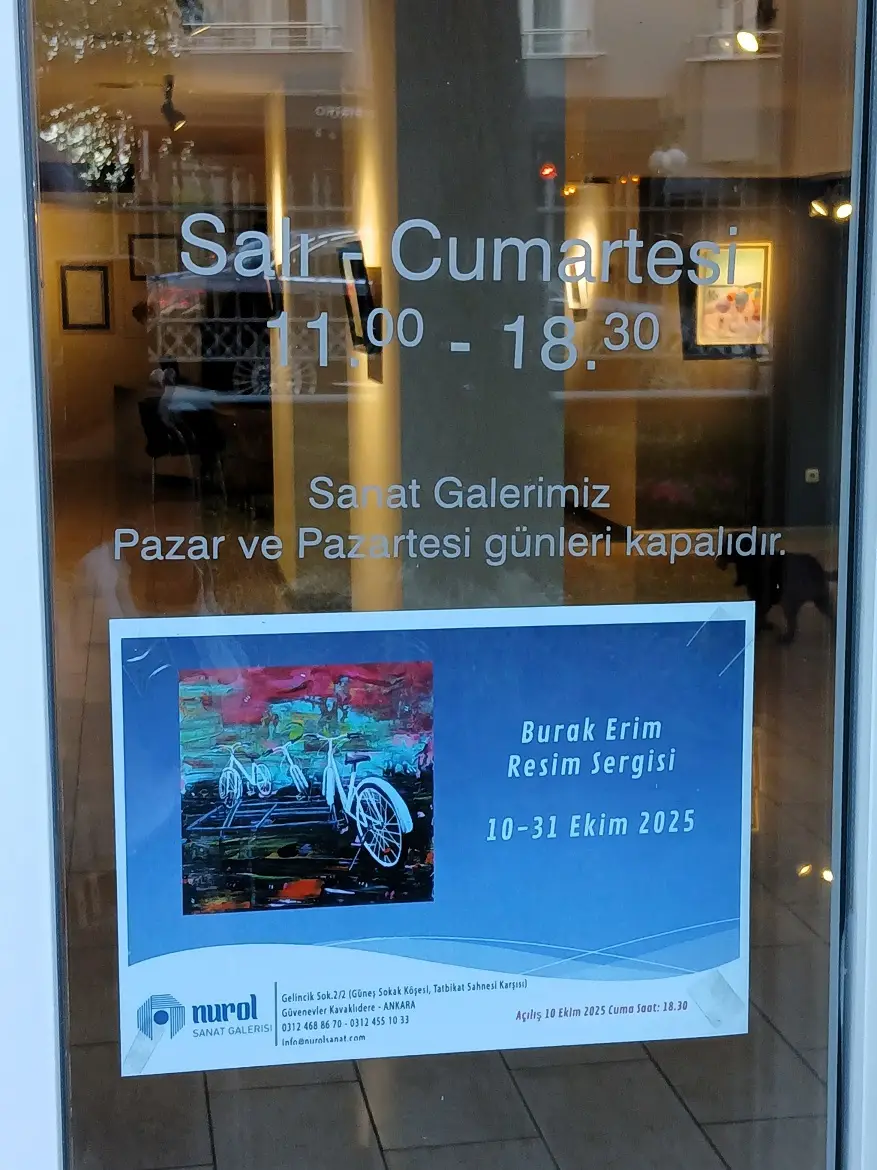 Salı - Cumartesi
11.00 - 18.30
Sanat Galerimiz
Pazar ve Pazartesi günleri kapalıdır.
Burak Erim
Resim Sergisi
10-31 Ekim 2025
nurol
SANAT GALERİSİ
Gelincik Sok.2/2 (Güneş Sokak Köşesi, Tatbikat Sahnesi Karşısı)
Güvenevler Kavaklıdere - ANKARA
0312 468 86 70 - 0312 455 10 33
info@nurolsanat.com
Açılış 10 Ekim 2025 Cuma Saat: 18.30